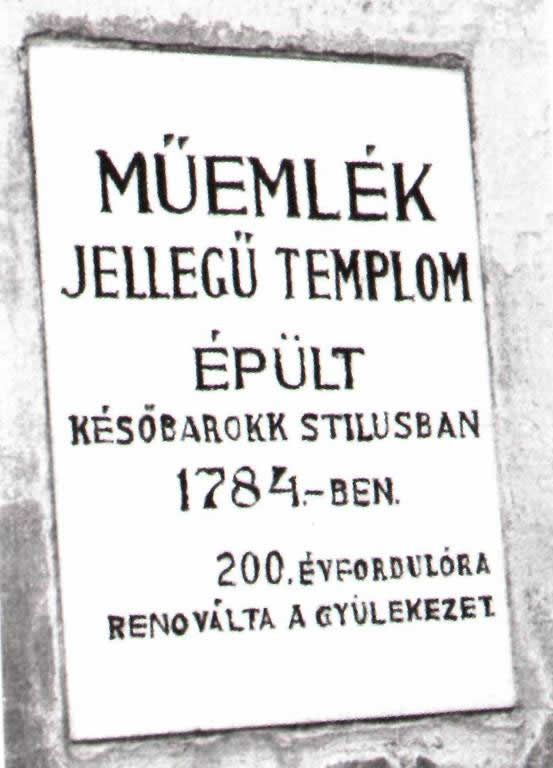 MŰEMLÉK
JELLEGŰ TEMPLOM
ÉPÜLT
KÉSŐBAROKK STILUSBAN
1784.-BEN.
200. ÉVFORDULÓRA
RENOVÁLTA A GYÜLEKEZET.